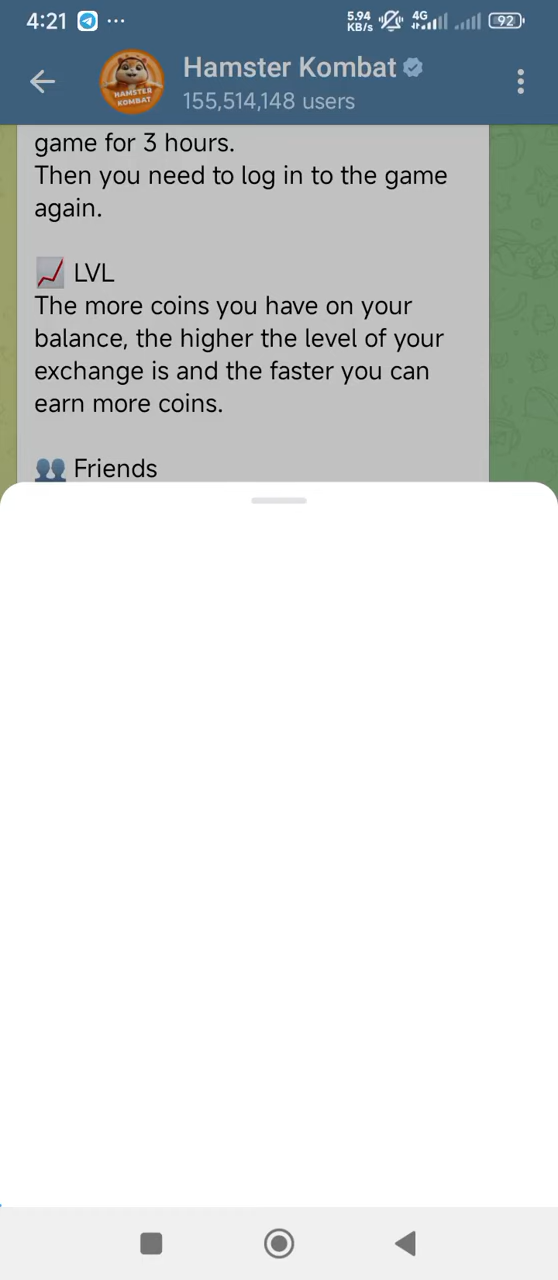 4:21
5.94
KB/s
4G
92
Hamster Kombat
155,514,148 users
HAMSTER
KOMBAT
game for 3 hours.
Then you need to log in to the game
again.
📈 LVL
The more coins you have on your
balance, the higher the level of your
exchange is and the faster you can
earn more coins.
👥 Friends